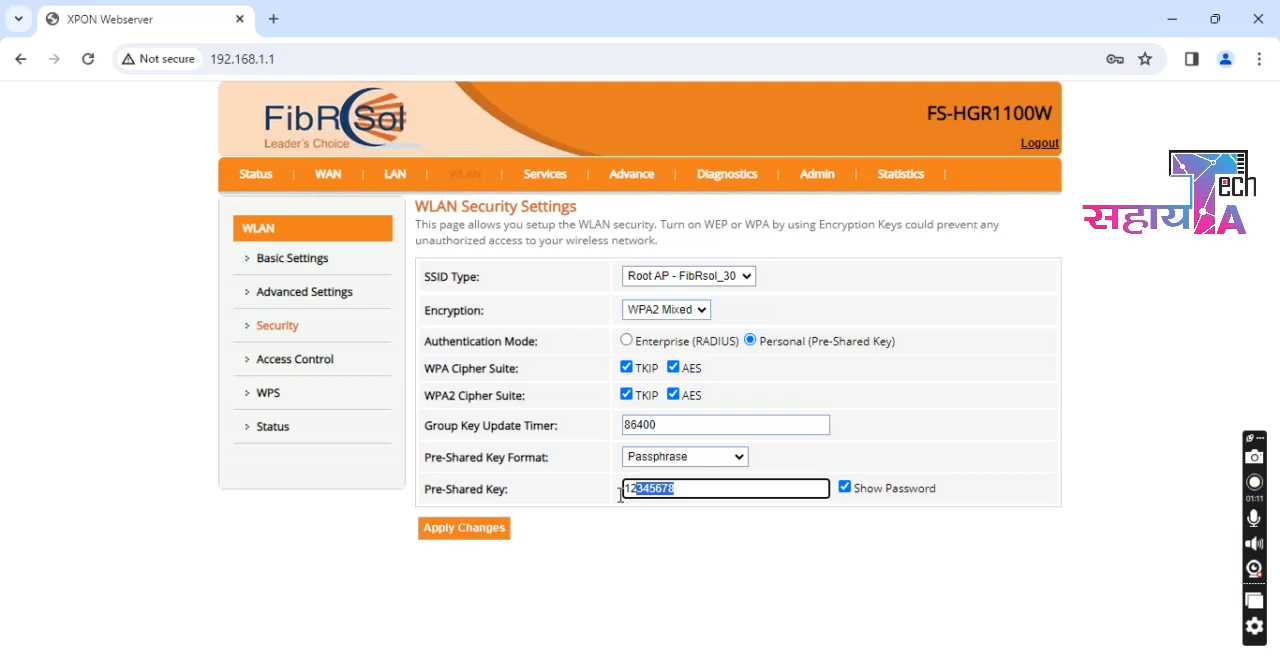 XPON Webserver
Not secure 192.168.1.1
FibRSol
Leader's Choice
FS-HGR1100W
Logout
Status WAN LAN WLAN Services Advance Diagnostics Admin Statistics
Tech
सहायTA
WLAN
Basic Settings
Advanced Settings
Security
Access Control
WPS
Status
WLAN Security Settings
This page allows you setup the WLAN security. Turn on WEP or WPA by using Encryption Keys could prevent any
unauthorized access to your wireless network.
SSID Type: Root AP - FibRsol_30
Encryption: WPA2 Mixed
Authentication Mode: Enterprise (RADIUS) Personal (Pre-Shared Key)
WPA Cipher Suite: TKIP AES
WPA2 Cipher Suite: TKIP AES
Group Key Update Timer: 86400
Pre-Shared Key Format: Passphrase
Pre-Shared Key: 12345678 Show Password
Apply Changes
01:11